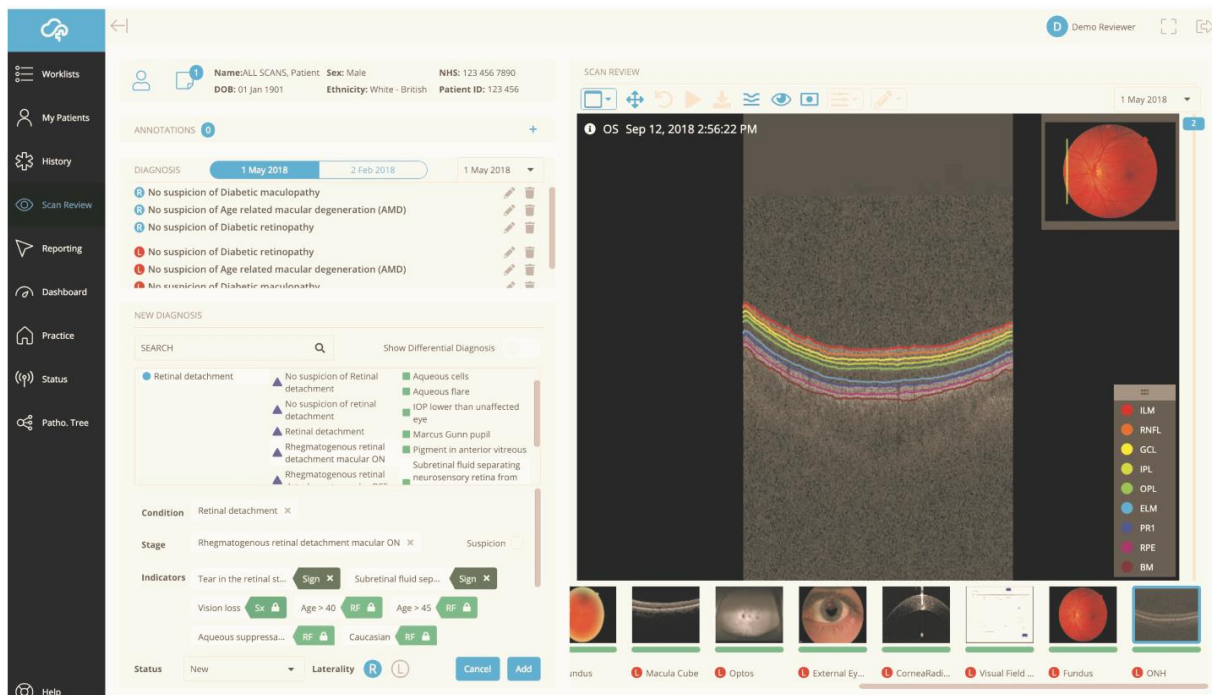 Demo Reviewer
Worklists
My Patients
History
Scan Review
Reporting
Dashboard
Practice
Status
Patho. Tree
Help
1
Name:ALL SCANS, Patient Sex: Male NHS: 123 456 7890
DOB: 01 Jan 1901 Ethnicity: White - British Patient ID: 123 456
ANNOTATIONS 0 +
DIAGNOSIS 1 May 2018 2 Feb 2018 1 May 2018
R No suspicion of Diabetic maculopathy
R No suspicion of Age related macular degeneration (AMD)
R No suspicion of Diabetic retinopathy
L No suspicion of Diabetic retinopathy
L No suspicion of Age related macular degeneration (AMD)
L No suspicion of Diabetic maculopathy
NEW DIAGNOSIS
SEARCH Show Differential Diagnosis
Retinal detachment
No suspicion of Retinal
detachment
No suspicion of retinal
detachment
Retinal detachment
Rhegmatogenous retinal
detachment macular ON
Rhegmatogenous retinal
Aqueous cells
Aqueous flare
IOP lower than unaffected
eye
Marcus Gunn pupil
Pigment in anterior vitreous
Subretinal fluid separating
neurosensory retina from
Condition Retinal detachment ×
Stage Rhegmatogenous retinal detachment macular ON × Suspicion
Indicators Tear in the retinal st... Sign × Subretinal fluid sep... Sign ×
Vision loss Sx Age > 40 RF Age > 45 RF
Aqueous suppressa... RF Caucasian RF
Status New Laterality R L Cancel Add
SCAN REVIEW
1 May 2018
2
OS Sep 12, 2018 2:56:22 PM
ILM
RNFL
GCL
IPL
OPL
ELM
PR1
RPE
BM
undus L Macula Cube L Optos L External Ey... L CorneaRadi... L Visual Field ... L Fundus L ONH
D